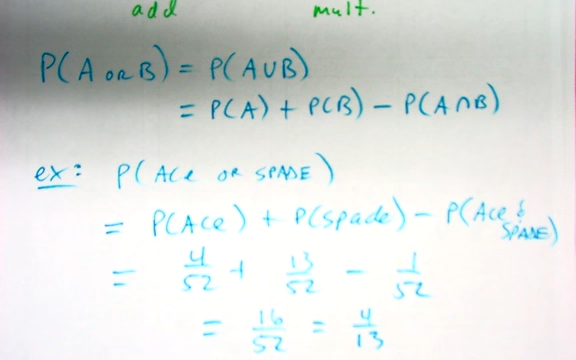 add mult.
P(A OR B) = P(A∪B)
= P(A) + P(B) − P(A∩B)
ex: P(Ace OR SPADE)
= P(Ace) + P(Spade) − P(Ace & SPADE)
= 4/52 + 13/52 − 1/52
= 16/52 = 4/13